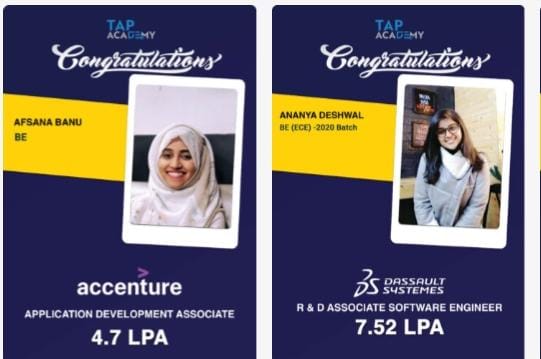 TAP
ACADEMY
Congratulations
AFSANA BANU
BE
accenture
APPLICATION DEVELOPMENT ASSOCIATE
4.7 LPA
TAP
ACADEMY
Congratulations
ANANYA DESHWAL
BE (ECE) -2020 Batch
DASSAULT
SYSTEMES
R & D ASSOCIATE SOFTWARE ENGINEER
7.52 LPA